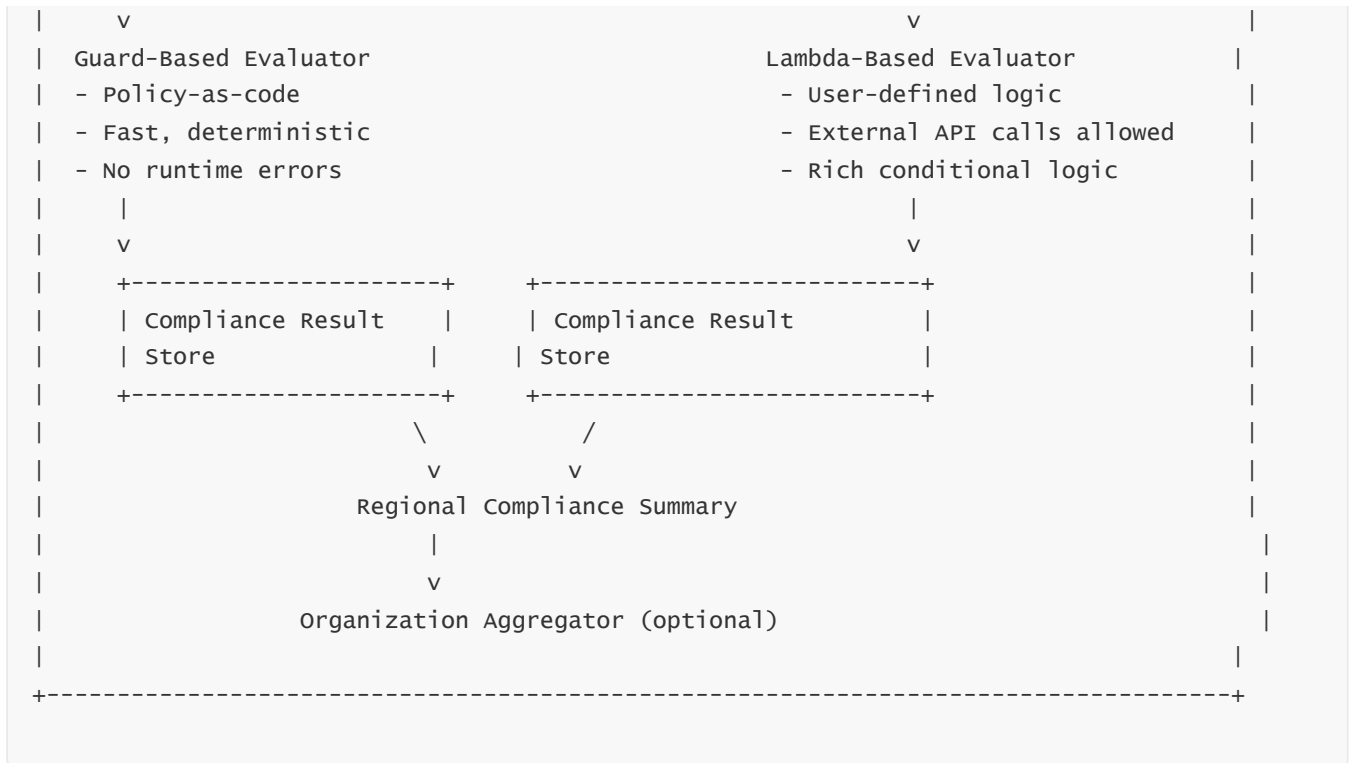 |     v                                                       v                       |
|  Guard-Based Evaluator                            Lambda-Based Evaluator           |
|  - Policy-as-code                                  - User-defined logic             |
|  - Fast, deterministic                             - External API calls allowed     |
|  - No runtime errors                               - Rich conditional logic         |
|     |                                                       |                       |
|     v                                                       v                       |
|     +----------------------+     +---------------------------+                      |
|     | Compliance Result    |     | Compliance Result         |                      |
|     | Store               |     | Store                      |                      |
|     +----------------------+     +---------------------------+                      |
|                          \           /                                              |
|                           v         v                                               |
|                      Regional Compliance Summary                                    |
|                           |                                                          |
|                           v                                                          |
|                  Organization Aggregator (optional)                                  |
|                                                                                    |
+------------------------------------------------------------------------------------+